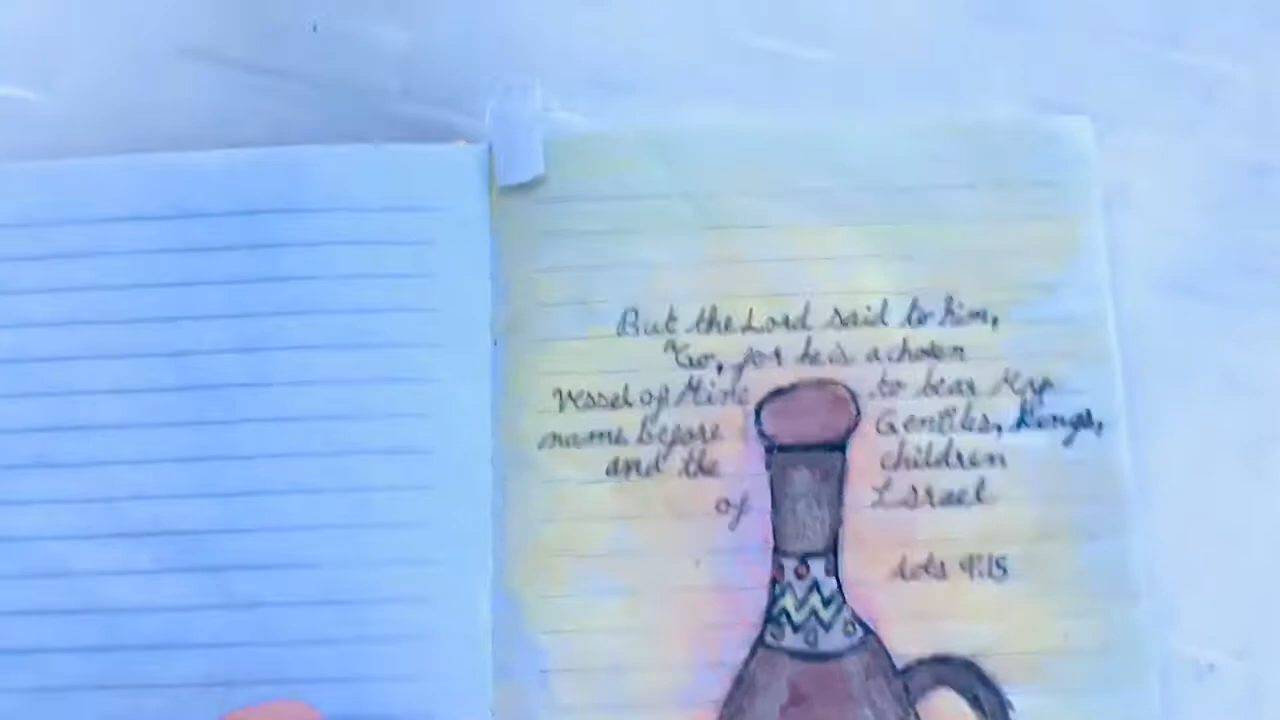 But the Lord said to him,
"Go, for he is a chosen
Vessel of Mine to bear My
name before Gentiles, Kings,
and the children
of Israel
Acts 9:15